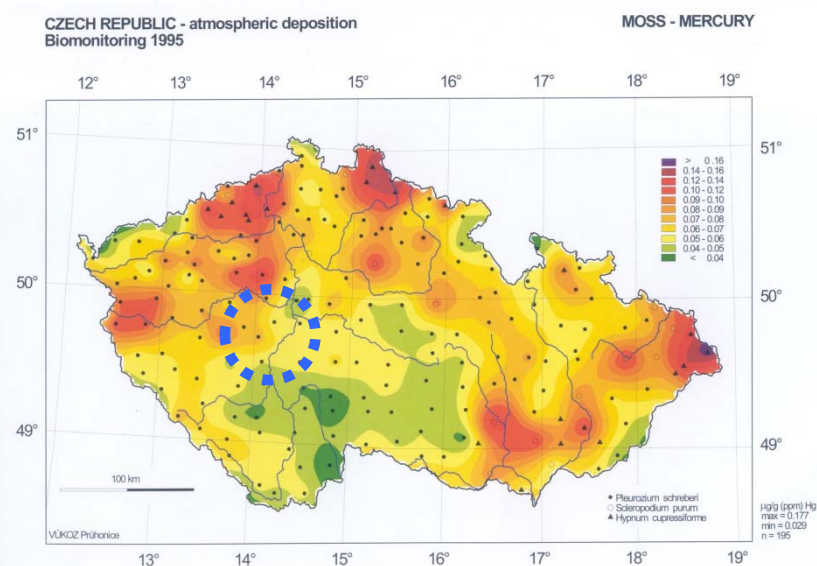 CZECH REPUBLIC - atmospheric deposition
Biomonitoring 1995
MOSS - MERCURY
12° 13° 14° 15° 16° 17° 18° 19°
51° 51°
> 0.16
0.14 - 0.16
0.12 - 0.14
0.10 - 0.12
0.09 - 0.10
0.08 - 0.09
0.07 - 0.08
0.06 - 0.07
0.05 - 0.06
0.04 - 0.05
< 0.04
50° 50°
49° 49°
100 km
Pleurozium schreberi
Scleropodium purum
Hypnum cupressiforme
µg/g (ppm) Hg
max = 0.177
min = 0.029
n = 195
VÚKOZ Průhonice
13° 14° 15° 16° 17° 18° 19°